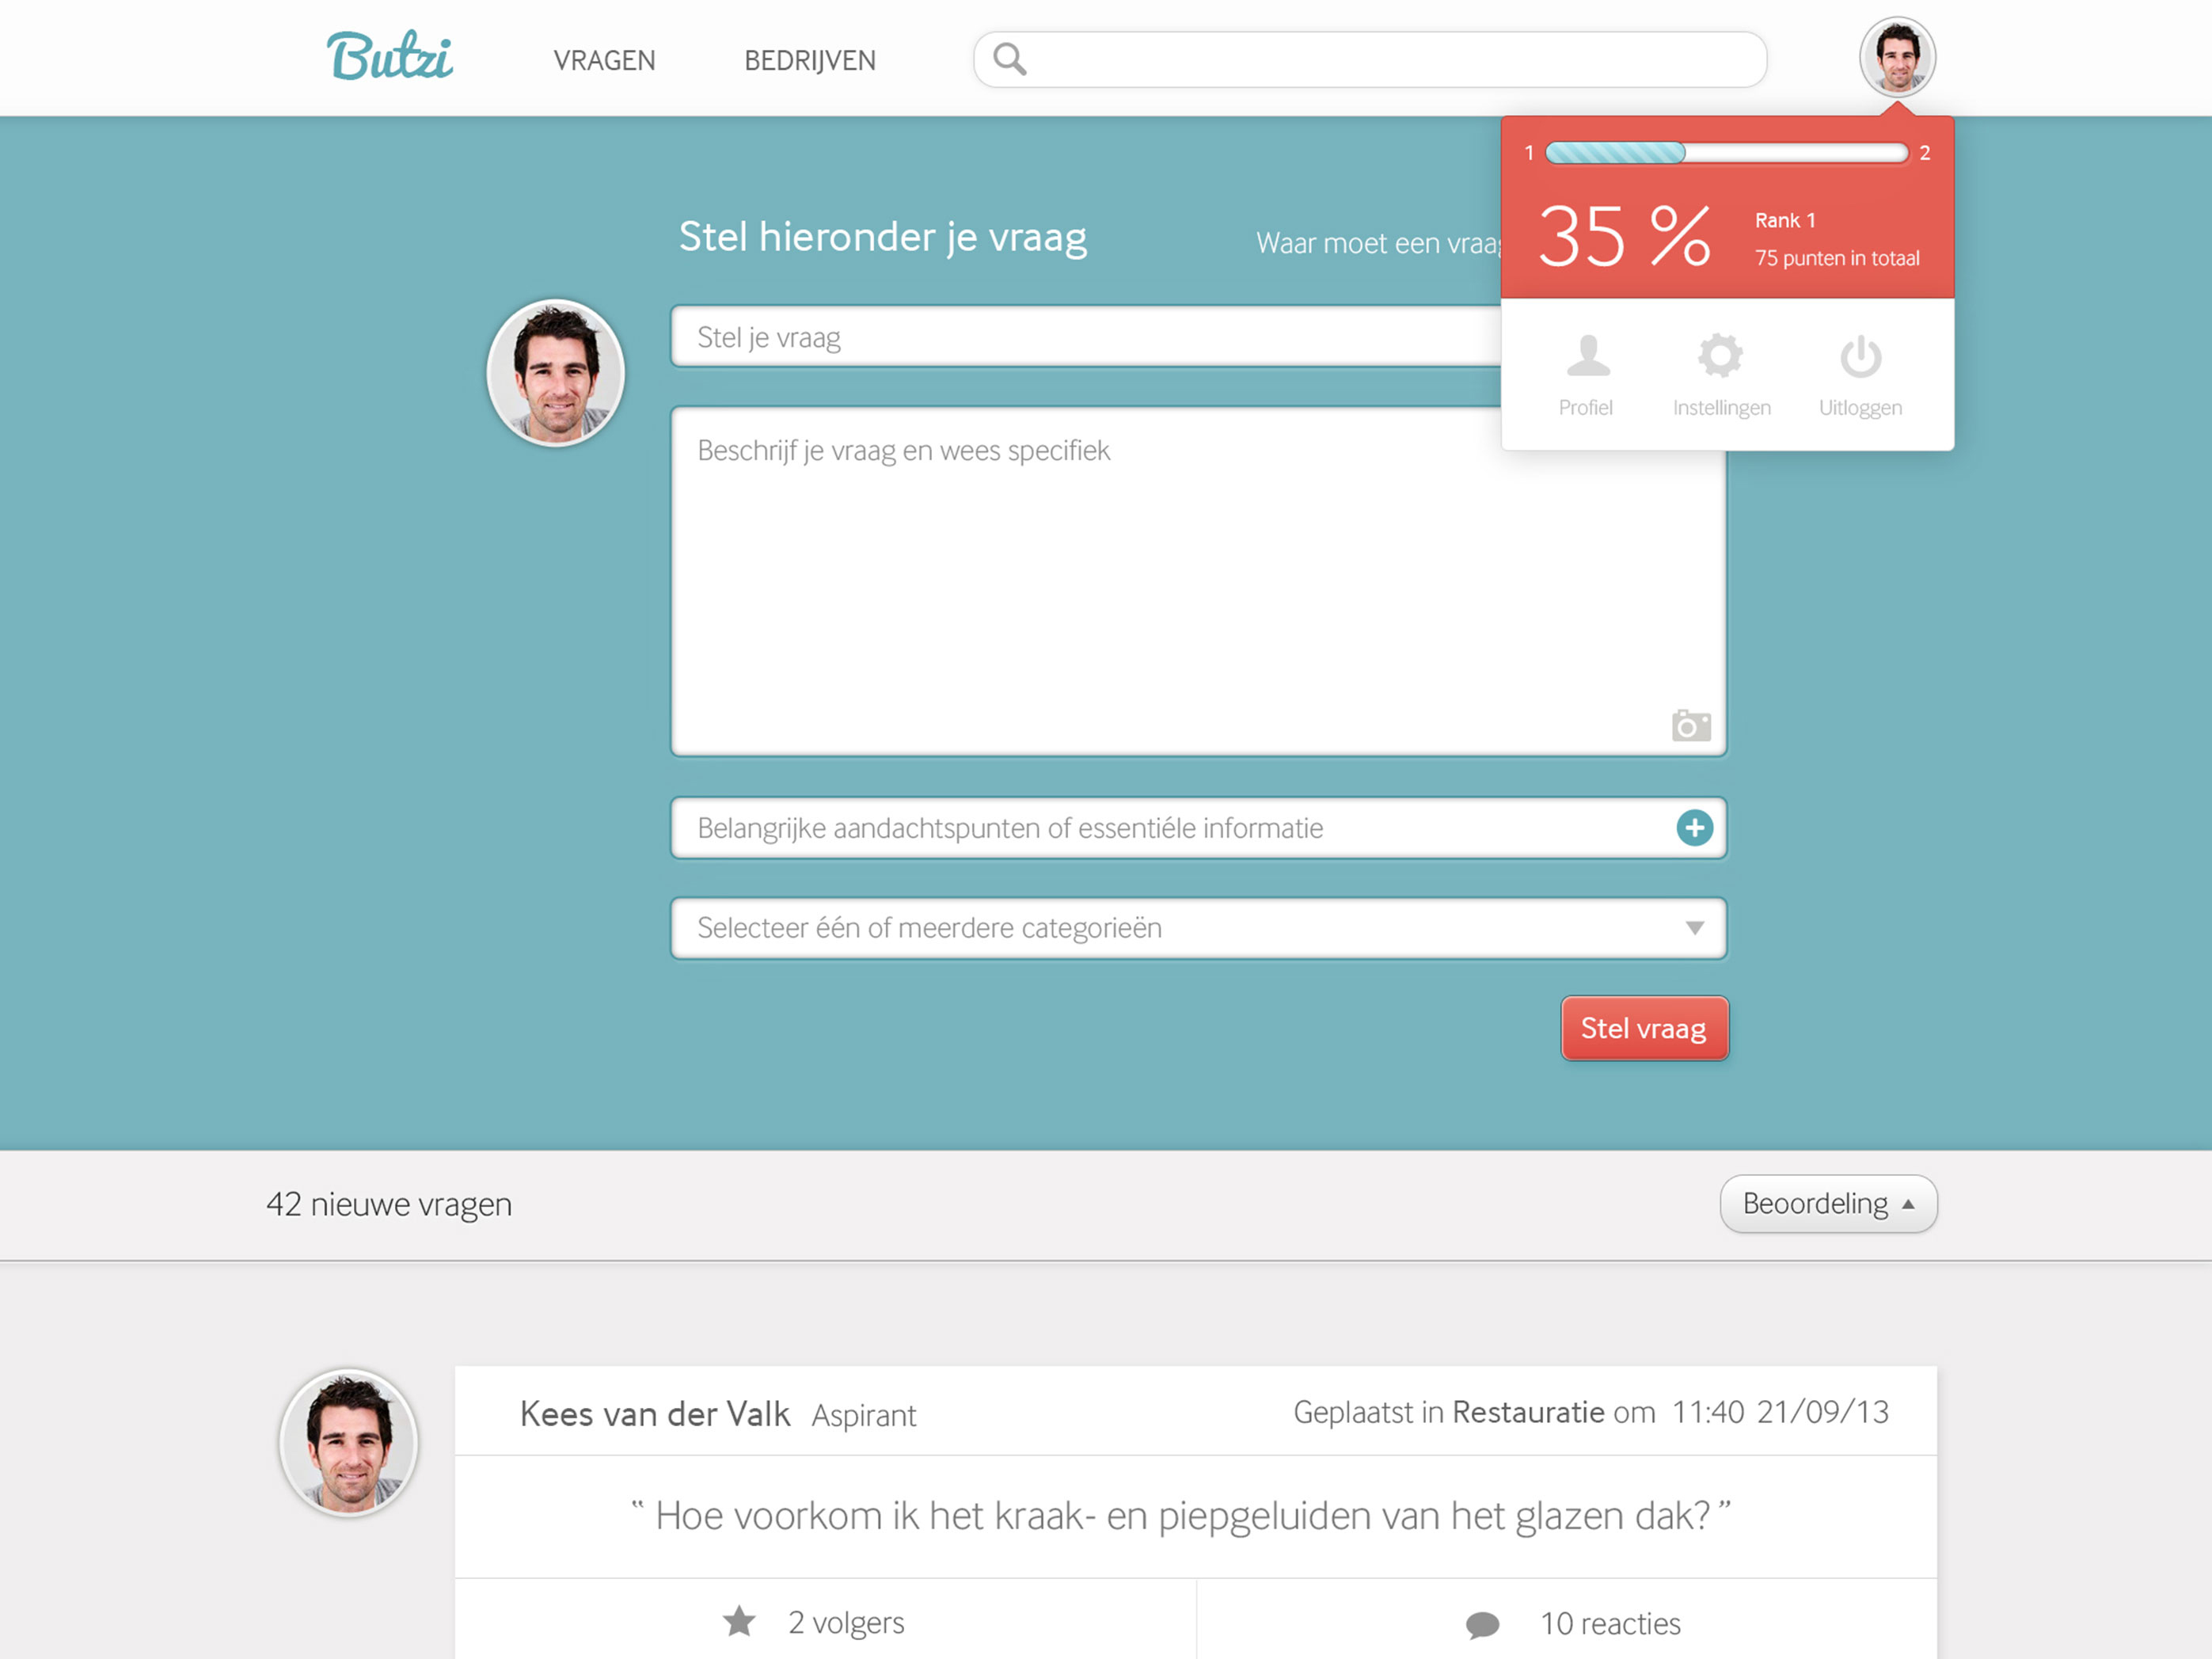 Butzi
VRAGEN
BEDRIJVEN
1
2
35 %
Rank 1
75 punten in totaal
Profiel
Instellingen
Uitloggen
Stel hieronder je vraag
Waar moet een vraag
Stel je vraag
Beschrijf je vraag en wees specifiek
Belangrijke aandachtspunten of essentiéle informatie
Selecteer één of meerdere categorieën
Stel vraag
42 nieuwe vragen
Beoordeling
Kees van der Valk Aspirant
Geplaatst in Restauratie om 11:40 21/09/13
“ Hoe voorkom ik het kraak- en piepgeluiden van het glazen dak? ”
2 volgers
10 reacties